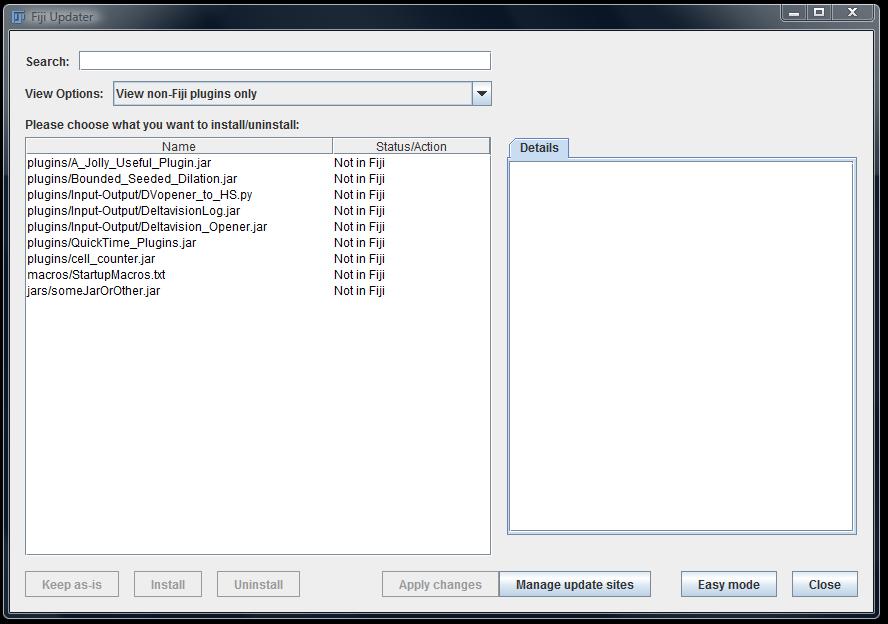 Fiji Updater
Search:
View Options: View non-Fiji plugins only
Please choose what you want to install/uninstall:
Name Status/Action
plugins/A_Jolly_Useful_Plugin.jar Not in Fiji
plugins/Bounded_Seeded_Dilation.jar Not in Fiji
plugins/Input-Output/DVopener_to_HS.py Not in Fiji
plugins/Input-Output/DeltavisionLog.jar Not in Fiji
plugins/Input-Output/Deltavision_Opener.jar Not in Fiji
plugins/QuickTime_Plugins.jar Not in Fiji
plugins/cell_counter.jar Not in Fiji
macros/StartupMacros.txt Not in Fiji
jars/someJarOrOther.jar Not in Fiji
Details
Keep as-is Install Uninstall Apply changes Manage update sites Easy mode Close